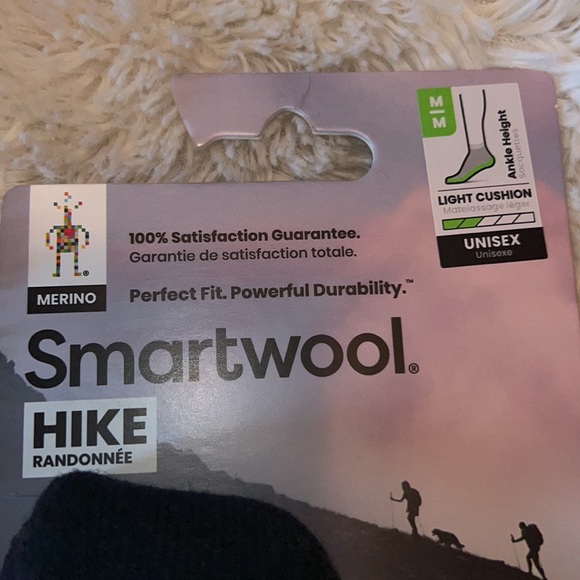 M
M
Ankle Height
socquettes
LIGHT CUSHION
Matelassage léger
UNISEX
Unisexe
100% Satisfaction Guarantee.
Garantie de satisfaction totale.
®
MERINO
Perfect Fit. Powerful Durability.™
Smartwool®
HIKE
RANDONNÉE